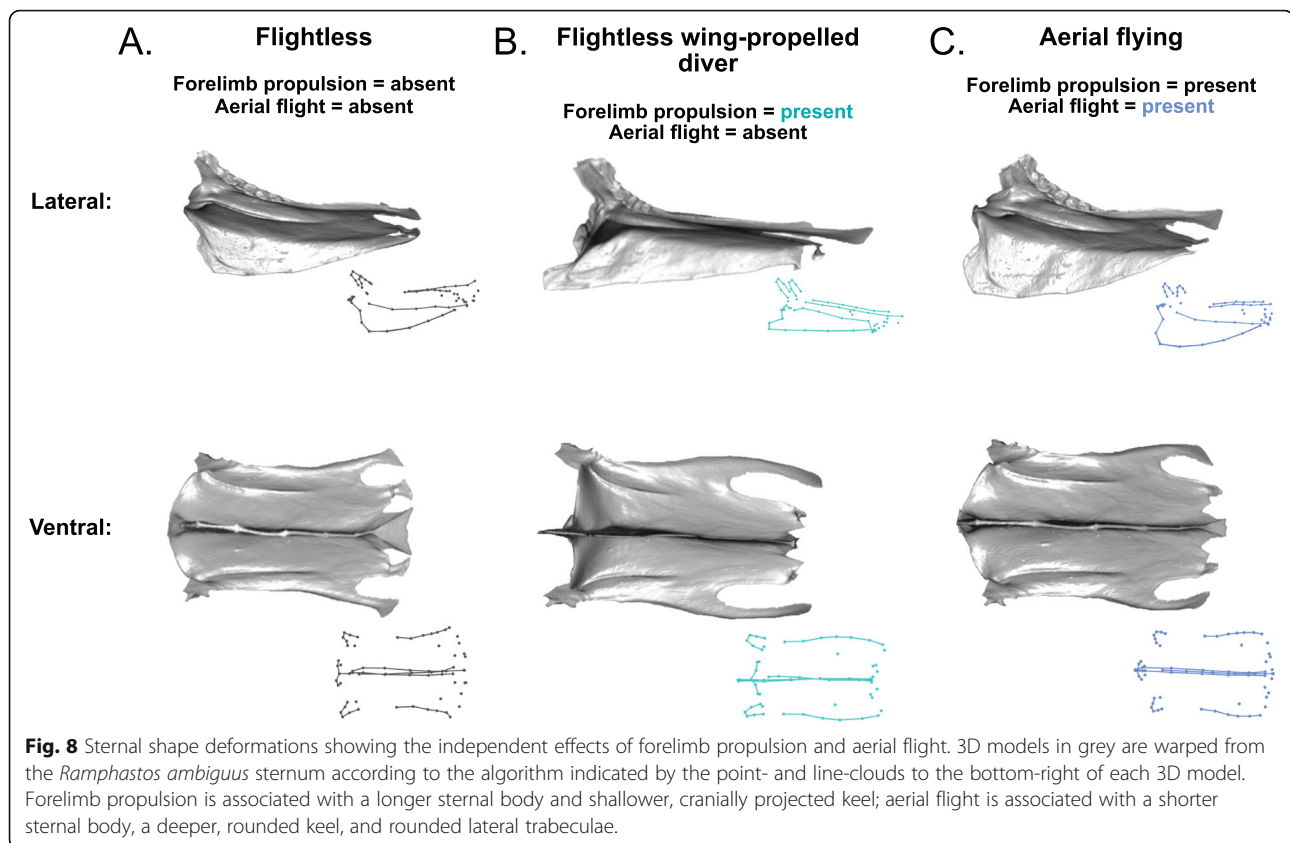 A.
Flightless
Forelimb propulsion = absent
Aerial flight = absent
B.
Flightless wing-propelled
diver
Forelimb propulsion = present
Aerial flight = absent
C.
Aerial flying
Forelimb propulsion = present
Aerial flight = present
Lateral:
Ventral:
Fig. 8 Sternal shape deformations showing the independent effects of forelimb propulsion and aerial flight. 3D models in grey are warped from
the Ramphastos ambiguus sternum according to the algorithm indicated by the point- and line-clouds to the bottom-right of each 3D model.
Forelimb propulsion is associated with a longer sternal body and shallower, cranially projected keel; aerial flight is associated with a shorter
sternal body, a deeper, rounded keel, and rounded lateral trabeculae.